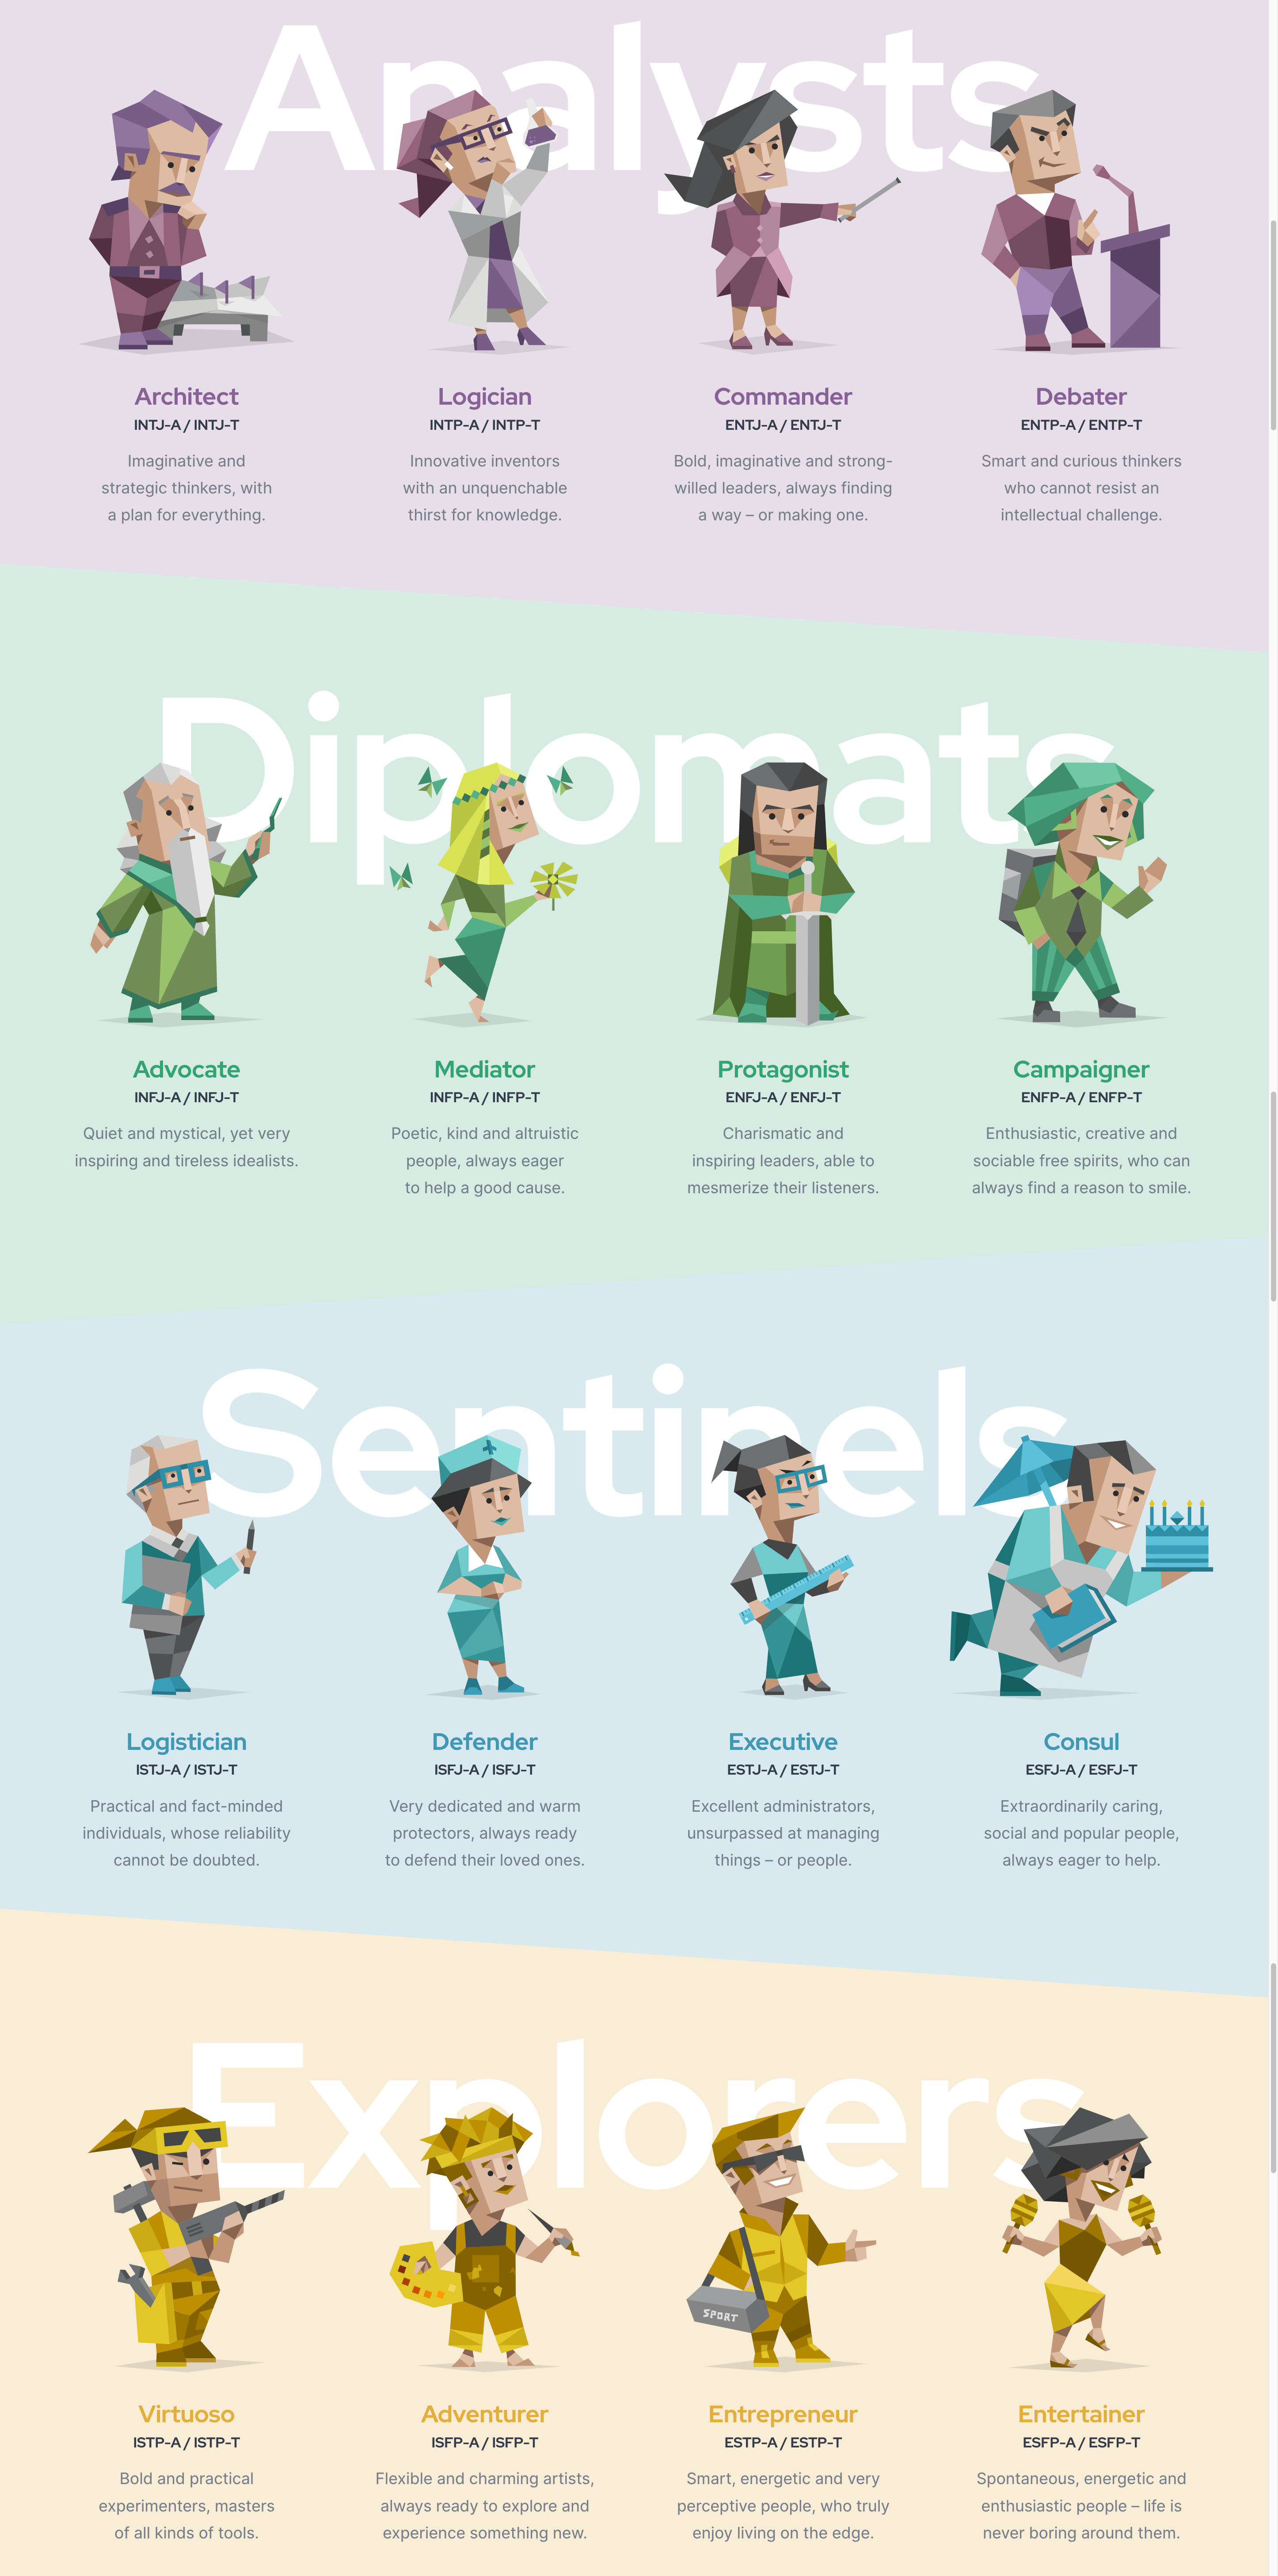 Analysts
Architect
INTJ-A / INTJ-T
Imaginative and
strategic thinkers, with
a plan for everything.
Logician
INTP-A / INTP-T
Innovative inventors
with an unquenchable
thirst for knowledge.
Commander
ENTJ-A / ENTJ-T
Bold, imaginative and strong-
willed leaders, always finding
a way – or making one.
Debater
ENTP-A / ENTP-T
Smart and curious thinkers
who cannot resist an
intellectual challenge.
Diplomats
Advocate
INFJ-A / INFJ-T
Quiet and mystical, yet very
inspiring and tireless idealists.
Mediator
INFP-A / INFP-T
Poetic, kind and altruistic
people, always eager
to help a good cause.
Protagonist
ENFJ-A / ENFJ-T
Charismatic and
inspiring leaders, able to
mesmerize their listeners.
Campaigner
ENFP-A / ENFP-T
Enthusiastic, creative and
sociable free spirits, who can
always find a reason to smile.
Sentinels
Logistician
ISTJ-A / ISTJ-T
Practical and fact-minded
individuals, whose reliability
cannot be doubted.
Defender
ISFJ-A / ISFJ-T
Very dedicated and warm
protectors, always ready
to defend their loved ones.
Executive
ESTJ-A / ESTJ-T
Excellent administrators,
unsurpassed at managing
things – or people.
Consul
ESFJ-A / ESFJ-T
Extraordinarily caring,
social and popular people,
always eager to help.
Explorers
SPORT
Virtuoso
ISTP-A / ISTP-T
Bold and practical
experimenters, masters
of all kinds of tools.
Adventurer
ISFP-A / ISFP-T
Flexible and charming artists,
always ready to explore and
experience something new.
Entrepreneur
ESTP-A / ESTP-T
Smart, energetic and very
perceptive people, who truly
enjoy living on the edge.
Entertainer
ESFP-A / ESFP-T
Spontaneous, energetic and
enthusiastic people – life is
never boring around them.